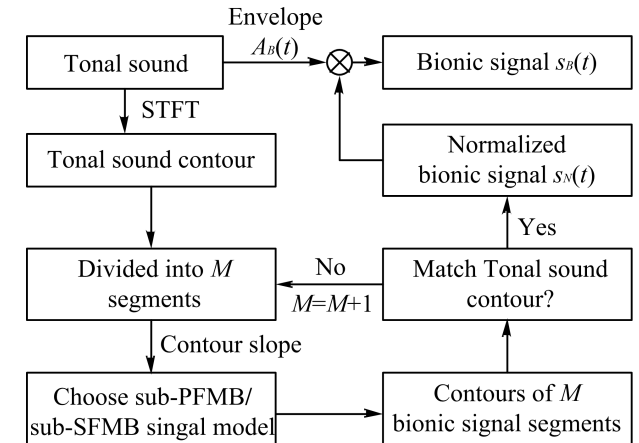 Envelope
Tonal sound
A_B(t)
Bionic signal s_B(t)
STFT
Tonal sound contour
Normalized
bionic signal s_N(t)
Yes
Divided into M
segments
No
M=M+1
Match Tonal sound
contour?
Contour slope
Choose sub-PFMB/
sub-SFMB singal model
Contours of M
bionic signal segments